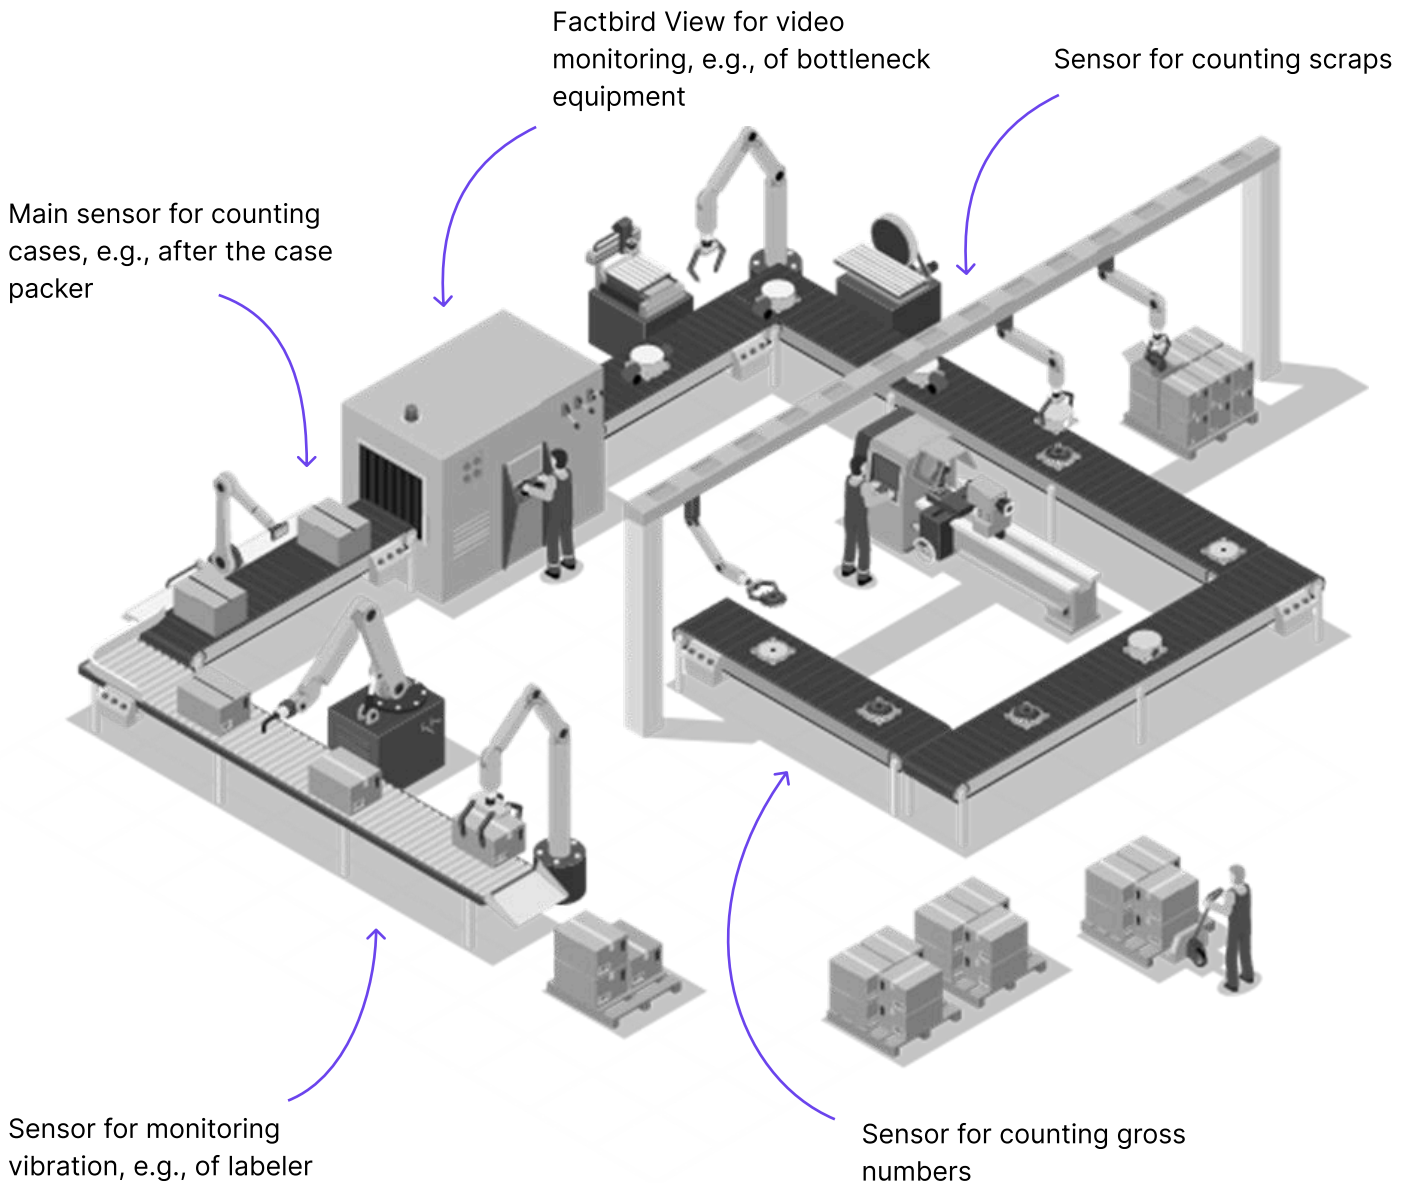 Factbird View for video
monitoring, e.g., of bottleneck
equipment
Sensor for counting scraps
Main sensor for counting
cases, e.g., after the case
packer
Sensor for monitoring
vibration, e.g., of labeler
Sensor for counting gross
numbers